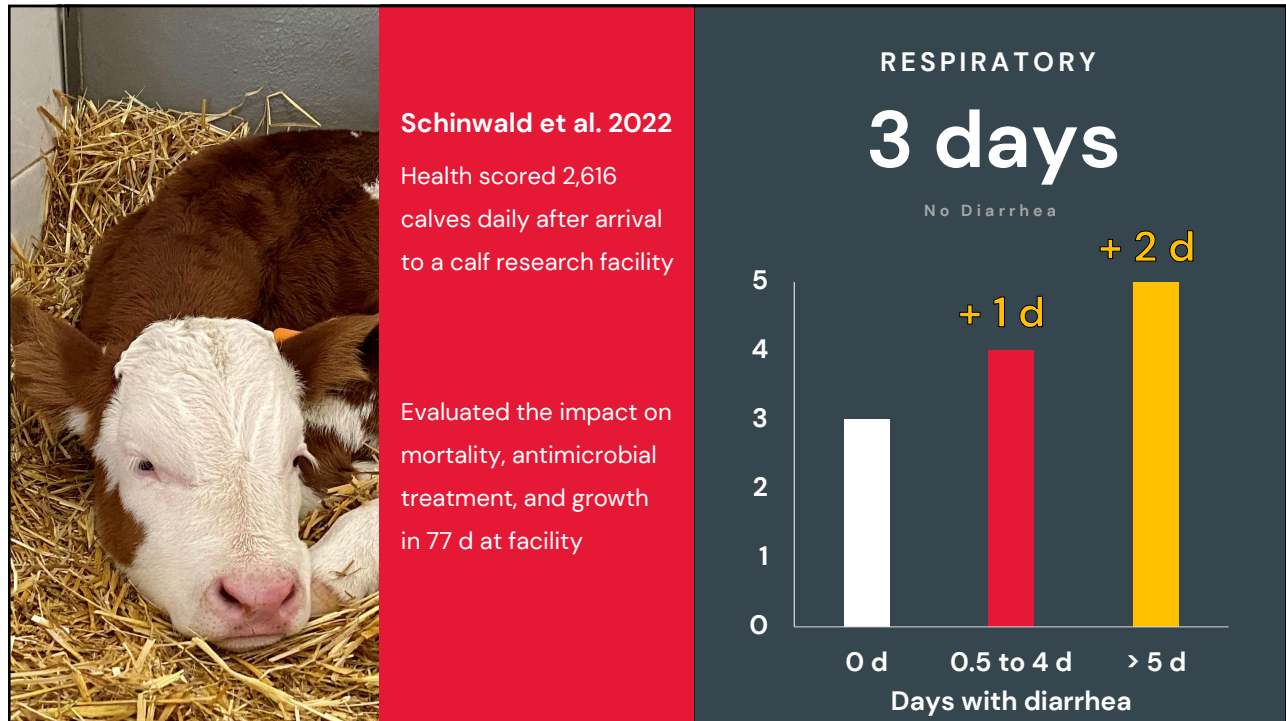 Schinwald et al. 2022
Health scored 2,616
calves daily after arrival
to a calf research facility
Evaluated the impact on
mortality, antimicrobial
treatment, and growth
in 77 d at facility
RESPIRATORY
3 days
No Diarrhea
+ 2 d
+ 1 d
5
4
3
2
1
0
0 d 0.5 to 4 d > 5 d
Days with diarrhea